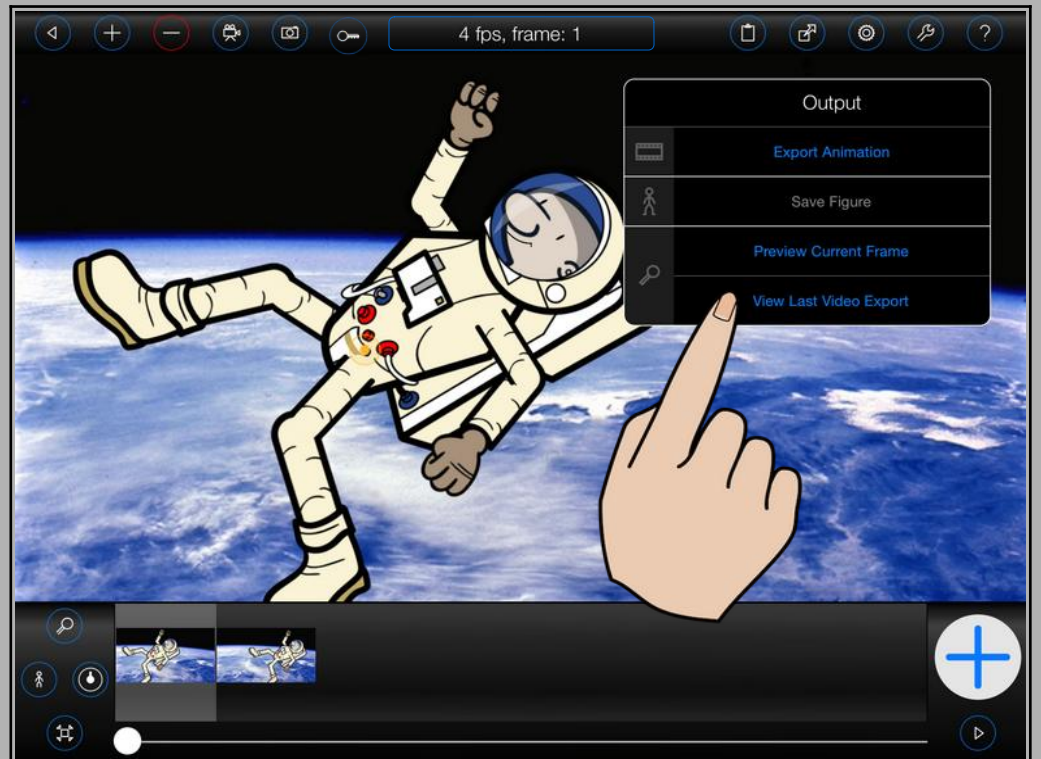 4 fps, frame: 1
?
Output
Export Animation
Save Figure
Preview Current Frame
View Last Video Export